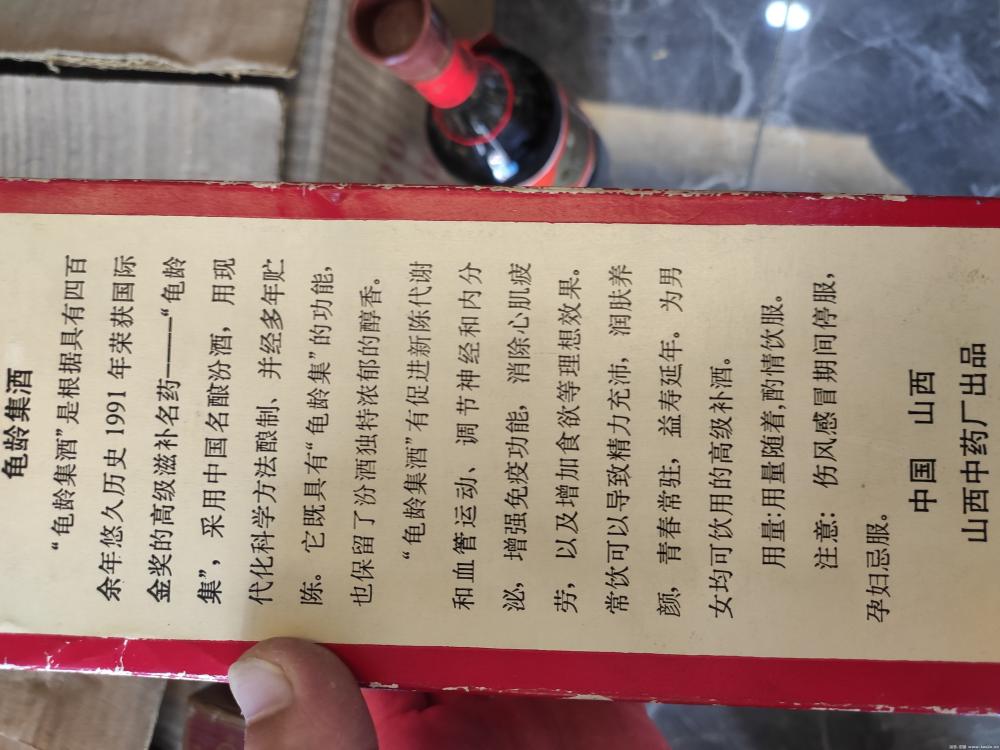 龟龄集酒
“龟龄集酒”是根据具有四百
余年悠久历史 1991 年荣获国际
金奖的高级滋补名药——“龟龄
集”，采用中国名酿汾酒，用现
代化科学方法酿制、并经多年贮
陈。它既具有“龟龄集”的功能，
也保留了汾酒独特浓郁的醇香。
“龟龄集酒”有促进新陈代谢
和血管运动、调节神经和内分
泌，增强免疫功能，消除心肌疲
劳，以及增加食欲等理想效果。
常饮可以导致精力充沛，润肤养
颜，青春常驻，益寿延年。为男
女均可饮用的高级补酒。
用量：用量随着，酌情饮服。
注意： 伤风感冒期间停服，
孕妇忌服。
中国 山西
山西中药厂出品